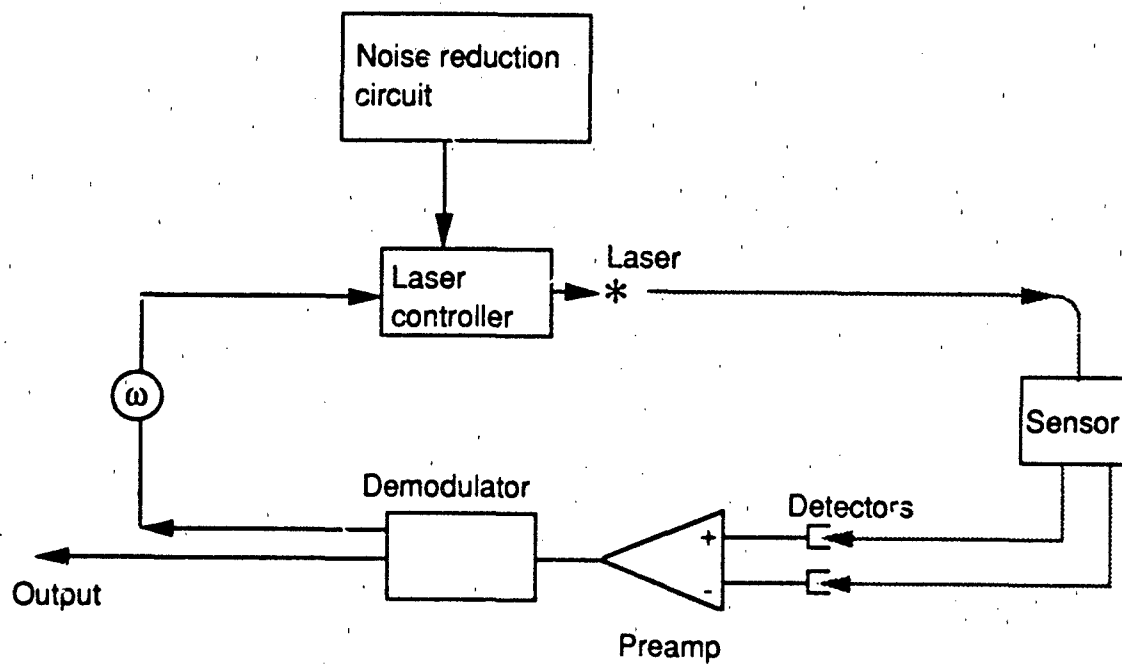 Noise reduction
circuit
Laser
Laser
controller
*
ω
Sensor
Demodulator
Detectors
+
-
Output
Preamp